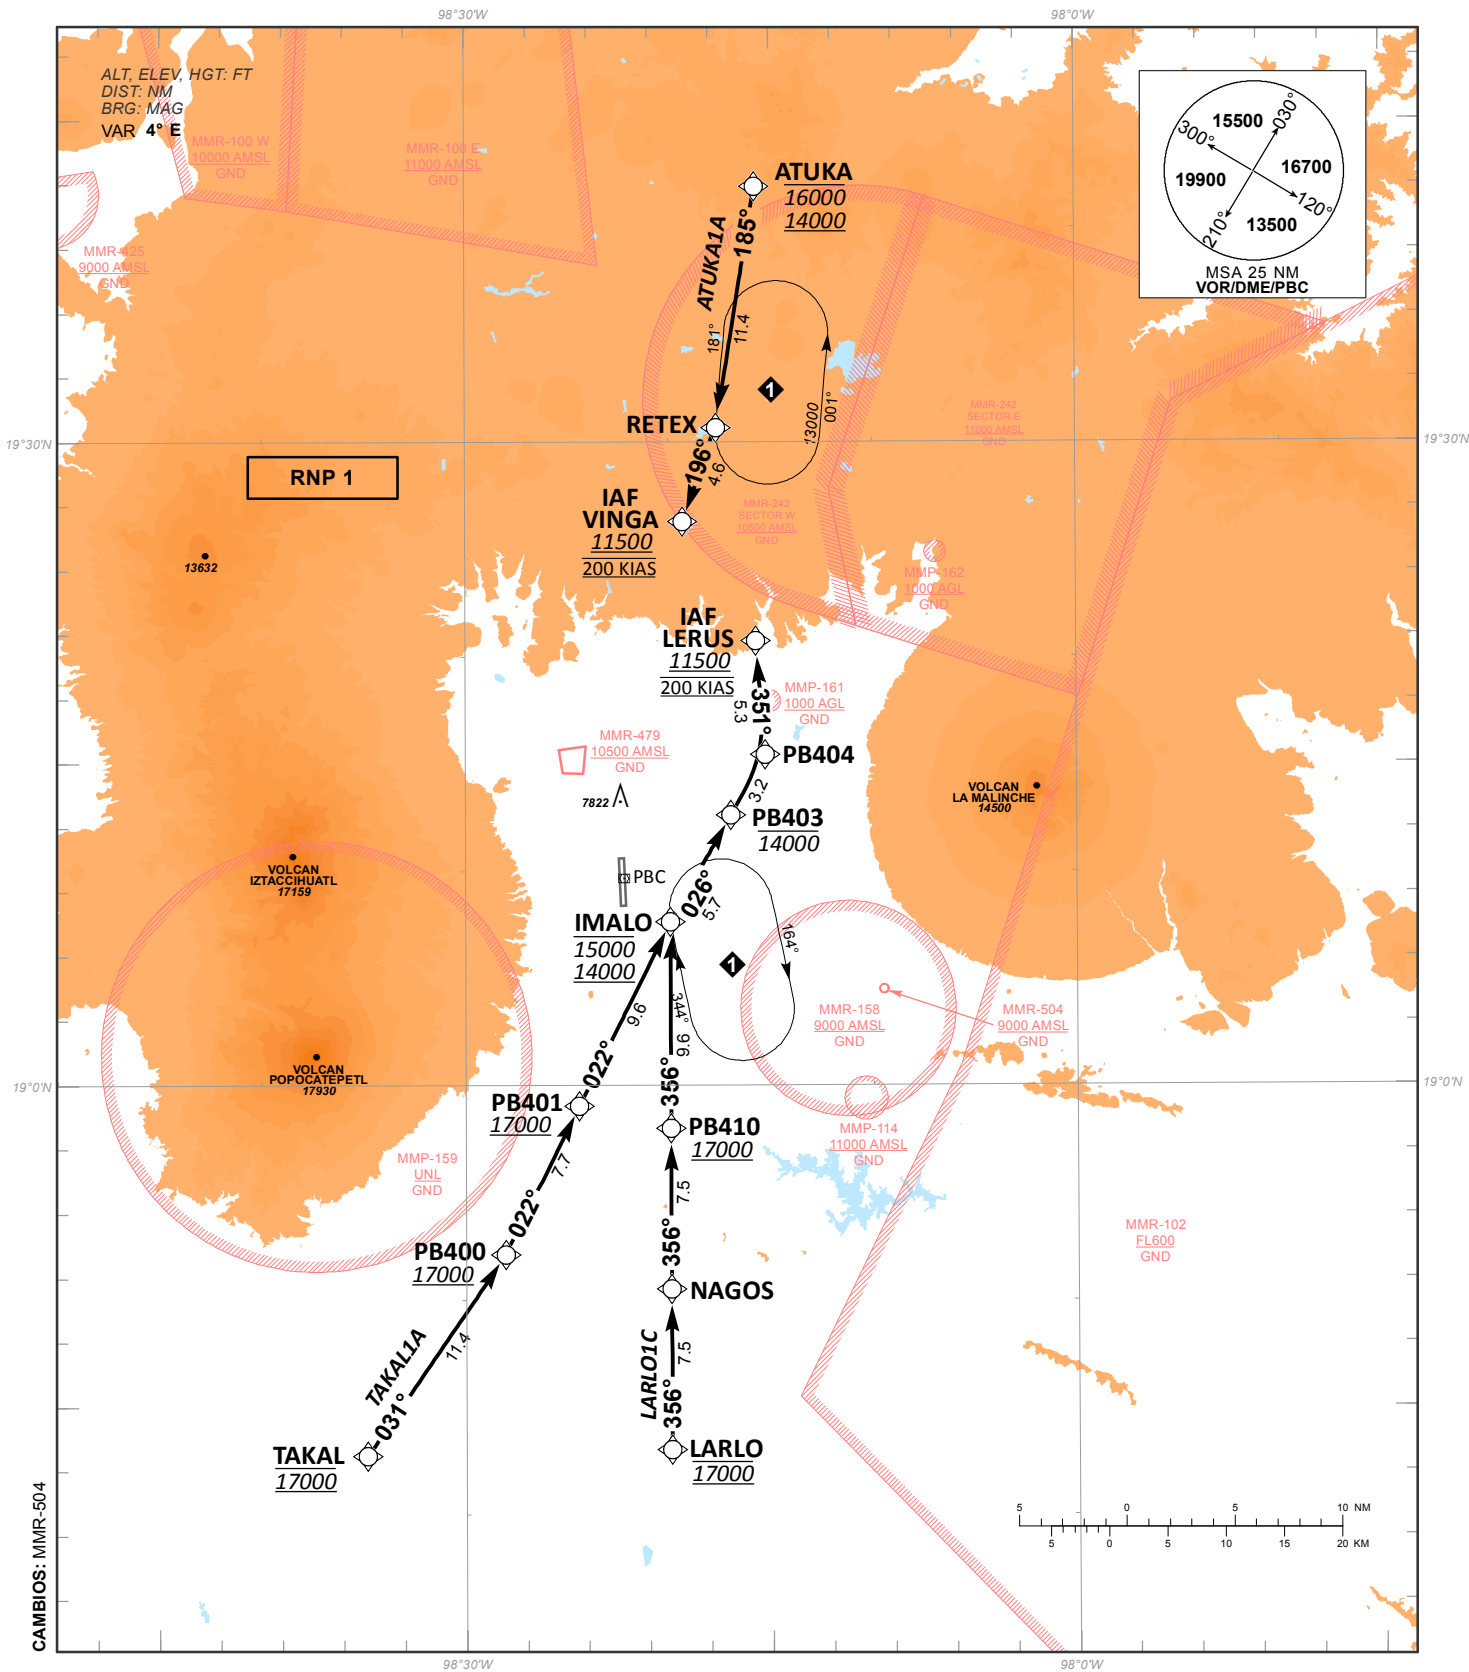 98°30'W
98°0'W
ALT, ELEV, HGT: FT
DIST: NM
BRG: MAG
VAR 4° E
MMR-100 W
10000 AMSL
GND
MMR-100 E
11000 AMSL
GND
MMR-425
9000 AMSL
GND
ATUKA
16000
14000
ATUKA1A
185°
181°
11.4
1
13000
001°
15500
030°
300°
16700
19900
120°
210°
13500
MSA 25 NM
VOR/DME/PBC
RETEX
196°
4.6
19°30'N
19°30'N
RNP 1
IAF
VINGA
11500
200 KIAS
MMR-242
SECTOR E
11000 AMSL
GND
MMR-242
SECTOR W
10500 AMSL
GND
13632
MMP-162
1000 AGL
GND
IAF
LERUS
11500
200 KIAS
351°
5.3
MMP-161
1000 AGL
GND
MMR-479
10500 AMSL
GND
PB404
7822
3.2
PB403
14000
VOLCAN
LA MALINCHE
14500
VOLCAN
IZTACCIHUATL
17159
PBC
026°
5.7
IMALO
15000
14000
164°
1
344°
9.6
9.6
MMR-158
9000 AMSL
GND
MMR-504
9000 AMSL
GND
VOLCAN
POPOCATEPETL
17930
19°0'N
19°0'N
022°
356°
PB401
17000
PB410
17000
MMP-114
11000 AMSL
GND
MMP-159
UNL
GND
7.7
7.5
022°
356°
PB400
17000
NAGOS
MMR-102
FL600
GND
TAKAL1A
11.4
031°
LARLO1C
7.5
356°
TAKAL
17000
LARLO
17000
CAMBIOS: MMR-504
5 0 5 10 NM
5 0 5 10 15 20 KM
98°30'W
98°0'W